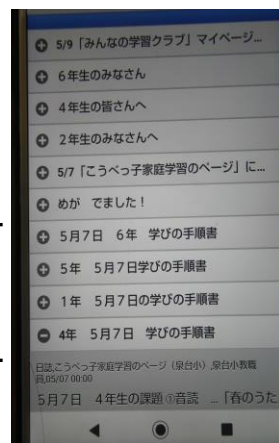 5/9「みんなの学習クラブ」マイページ...
6年生のみなさん
4年生の皆さんへ
2年生のみなさんへ
5/7「こうべっ子家庭学習のページ」に...
めが でました！
5月7日 6年 学びの手順書
5年 5月7日学びの手順書
1年 5月7日の学びの手順書
4年 5月7日 学びの手順書
日誌,こうべっ子家庭学習のページ（泉台小）,泉台小教職
員,05/07 00:00
5月7日 4年生の課題①音読 ...「春のうた